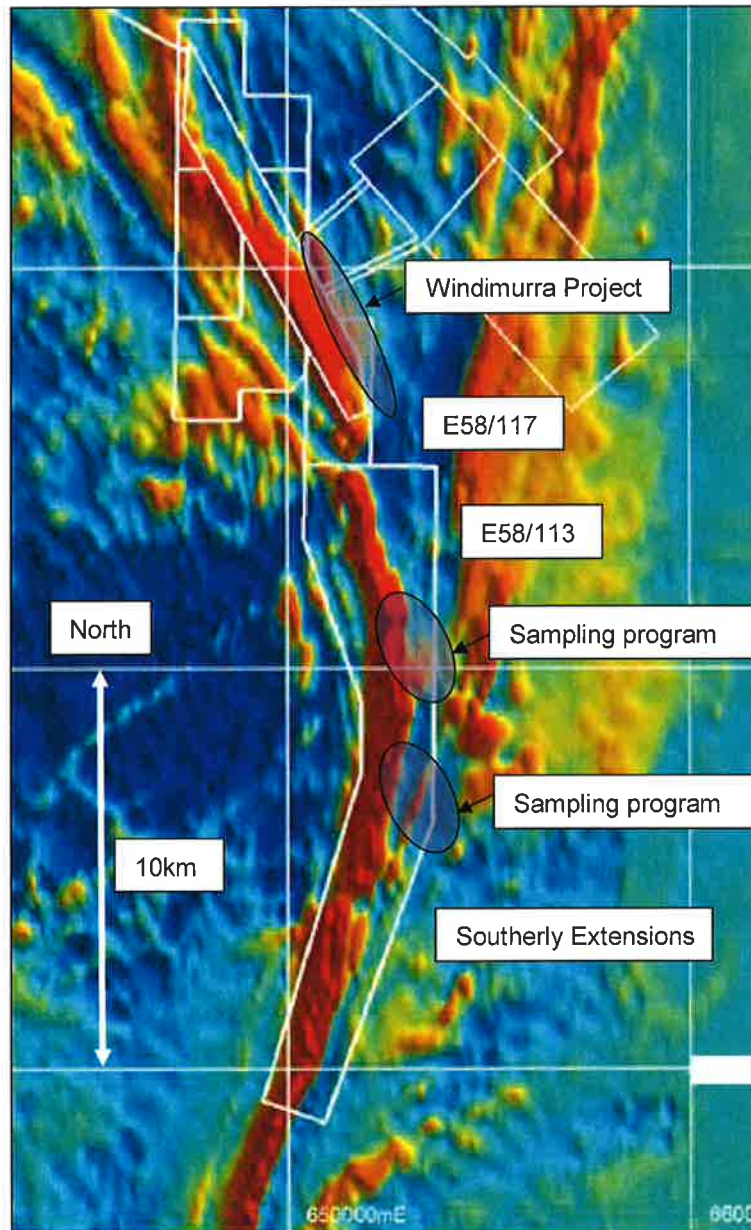 Windimurra Project
E58/117
E58/113
North
Sampling program
Sampling program
10km
Southerly Extensions
650000mE